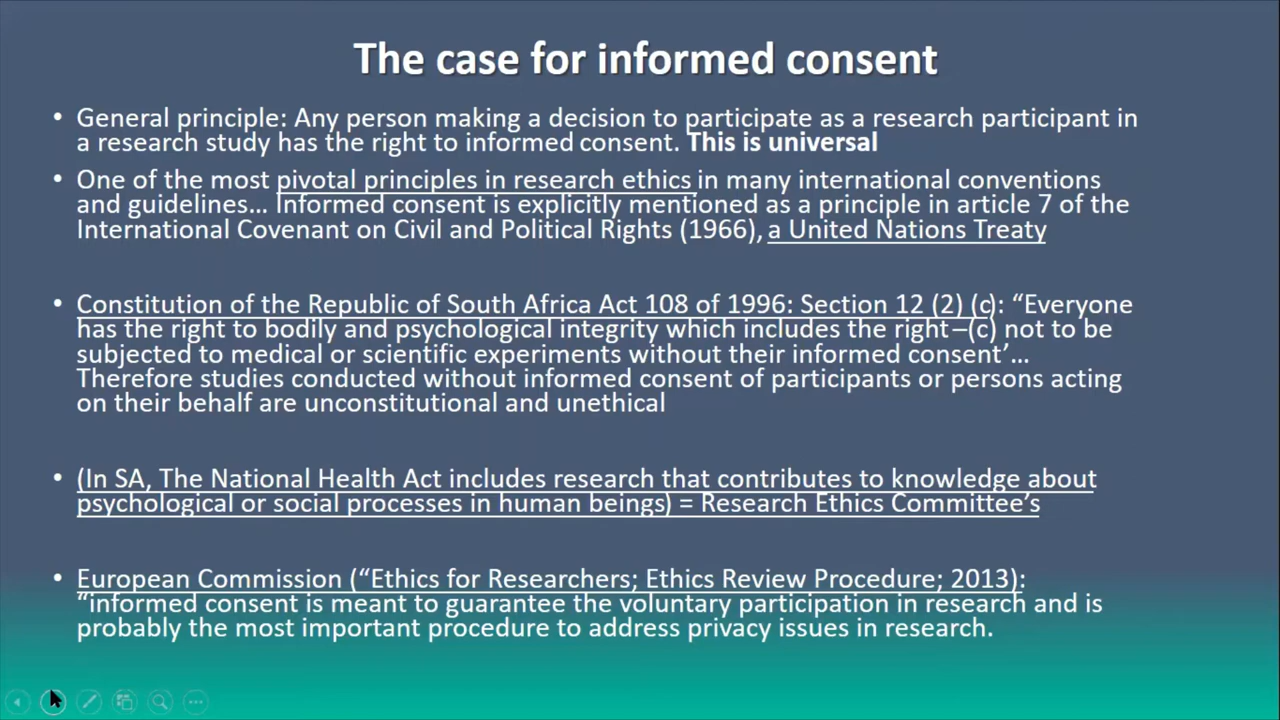 The case for informed consent
• General principle: Any person making a decision to participate as a research participant in
a research study has the right to informed consent. This is universal
• One of the most pivotal principles in research ethics in many international conventions
and guidelines… Informed consent is explicitly mentioned as a principle in article 7 of the
International Covenant on Civil and Political Rights (1966), a United Nations Treaty
• Constitution of the Republic of South Africa Act 108 of 1996: Section 12 (2) (c): “Everyone
has the right to bodily and psychological integrity which includes the right –(c) not to be
subjected to medical or scientific experiments without their informed consent’…
Therefore studies conducted without informed consent of participants or persons acting
on their behalf are unconstitutional and unethical
• (In SA, The National Health Act includes research that contributes to knowledge about
psychological or social processes in human beings) = Research Ethics Committee’s
• European Commission (“Ethics for Researchers; Ethics Review Procedure; 2013):
“informed consent is meant to guarantee the voluntary participation in research and is
probably the most important procedure to address privacy issues in research.